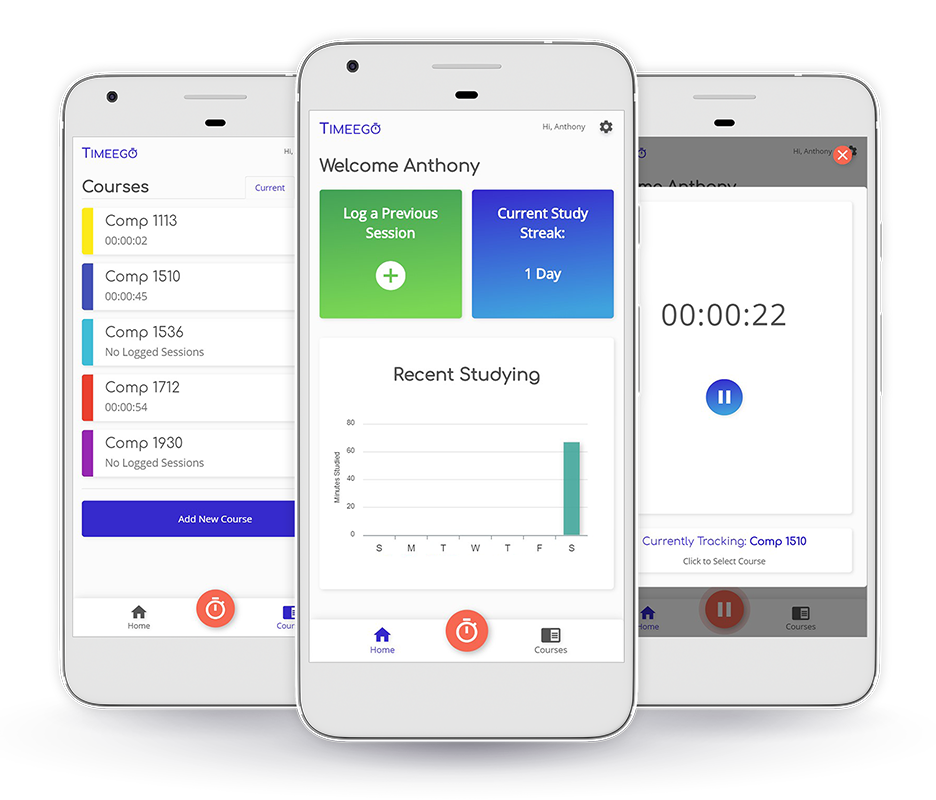 TIMEEGO
Hi,
Courses
Current
Comp 1113
00:00:02
Comp 1510
00:00:45
Comp 1536
No Logged Sessions
Comp 1712
00:00:54
Comp 1930
No Logged Sessions
Add New Course
Home
Cour
TIMEEGO
Hi, Anthony
Welcome Anthony
Log a Previous
Session
Current Study
Streak:
1 Day
Recent Studying
Minutes Studied
80
60
40
20
0
S M T W T F S
Home
Courses
Hi, Anthony
me Anthony
00:00:22
Currently Tracking: Comp 1510
Click to Select Course
Home
Courses